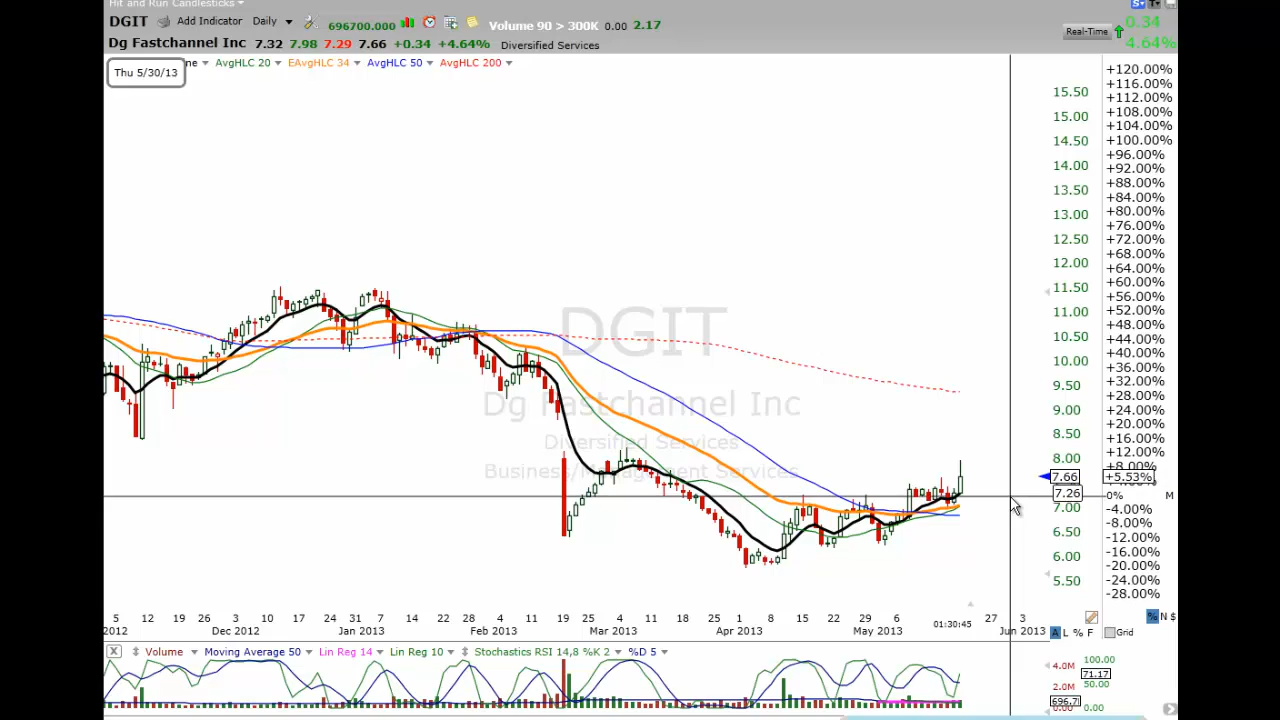 Hit and Run Candlesticks
DGIT Add Indicator Daily 696700.000 Volume 90 > 300K 0.00 2.17
Real-Time 0.34
4.64%
Dg Fastchannel Inc 7.32 7.98 7.29 7.66 +0.34 +4.64% Diversified Services
Thu 5/30/13 ne AvgHLC 20 EAvgHLC 34 AvgHLC 50 AvgHLC 200
+120.00%
15.50 +116.00%
+112.00%
15.00 +108.00%
+104.00%
14.50 +100.00%
+96.00%
14.00 +92.00%
+88.00%
13.50 +84.00%
+80.00%
13.00 +76.00%
+72.00%
12.50 +68.00%
+64.00%
12.00 +60.00%
11.50 +56.00%
+52.00%
11.00 +48.00%
+44.00%
10.50 +40.00%
10.00 +36.00%
+32.00%
9.50 +28.00%
+24.00%
9.00 +20.00%
8.50 +16.00%
+12.00%
8.00 +8.00%
7.66 +5.53%
7.26 0% M
7.00 -4.00%
-8.00%
6.50 -12.00%
-16.00%
6.00 -20.00%
5.50 -24.00%
-28.00%
DGIT
Dg Fastchannel Inc
Diversified Services
Business/Management Services
5 12 19 26 3 10 17 24 31 7 14 22 28 4 11 19 25 4 11 18 25 1 8 15 22 29 6 01:30:45 27 3 % N $
2012 Dec 2012 Jan 2013 Feb 2013 Mar 2013 Apr 2013 May 2013 Jun 2013 A L % F Grid
X Volume Moving Average 50 Lin Reg 14 Lin Reg 10 Stochastics RSI 14,8 %K 2 %D 5
4.0M 100.00
71.17
2.0M 50.00
696.7 0.00